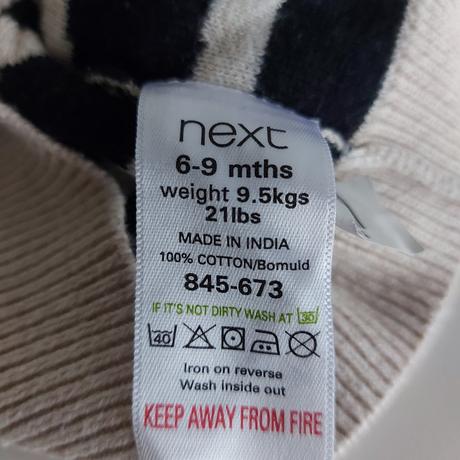 next
6-9 mths
weight 9.5kgs
21lbs
MADE IN INDIA
100% COTTON/Bomuld
845-673
IF IT'S NOT DIRTY WASH AT 30
40
Iron on reverse
Wash inside out
KEEP AWAY FROM FIRE